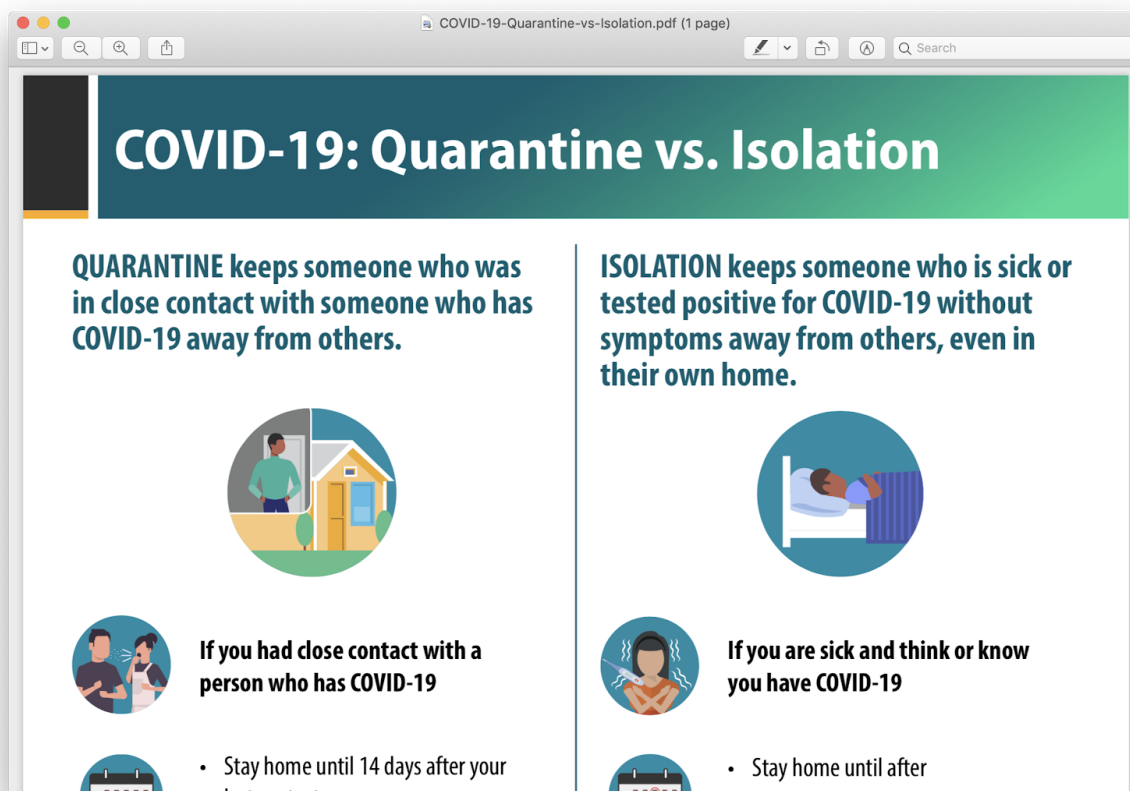 COVID-19-Quarantine-vs-Isolation.pdf (1 page)
Search
COVID-19: Quarantine vs. Isolation
QUARANTINE keeps someone who was
in close contact with someone who has
COVID-19 away from others.
If you had close contact with a
person who has COVID-19
• Stay home until 14 days after your
ISOLATION keeps someone who is sick or
tested positive for COVID-19 without
symptoms away from others, even in
their own home.
If you are sick and think or know
you have COVID-19
• Stay home until after